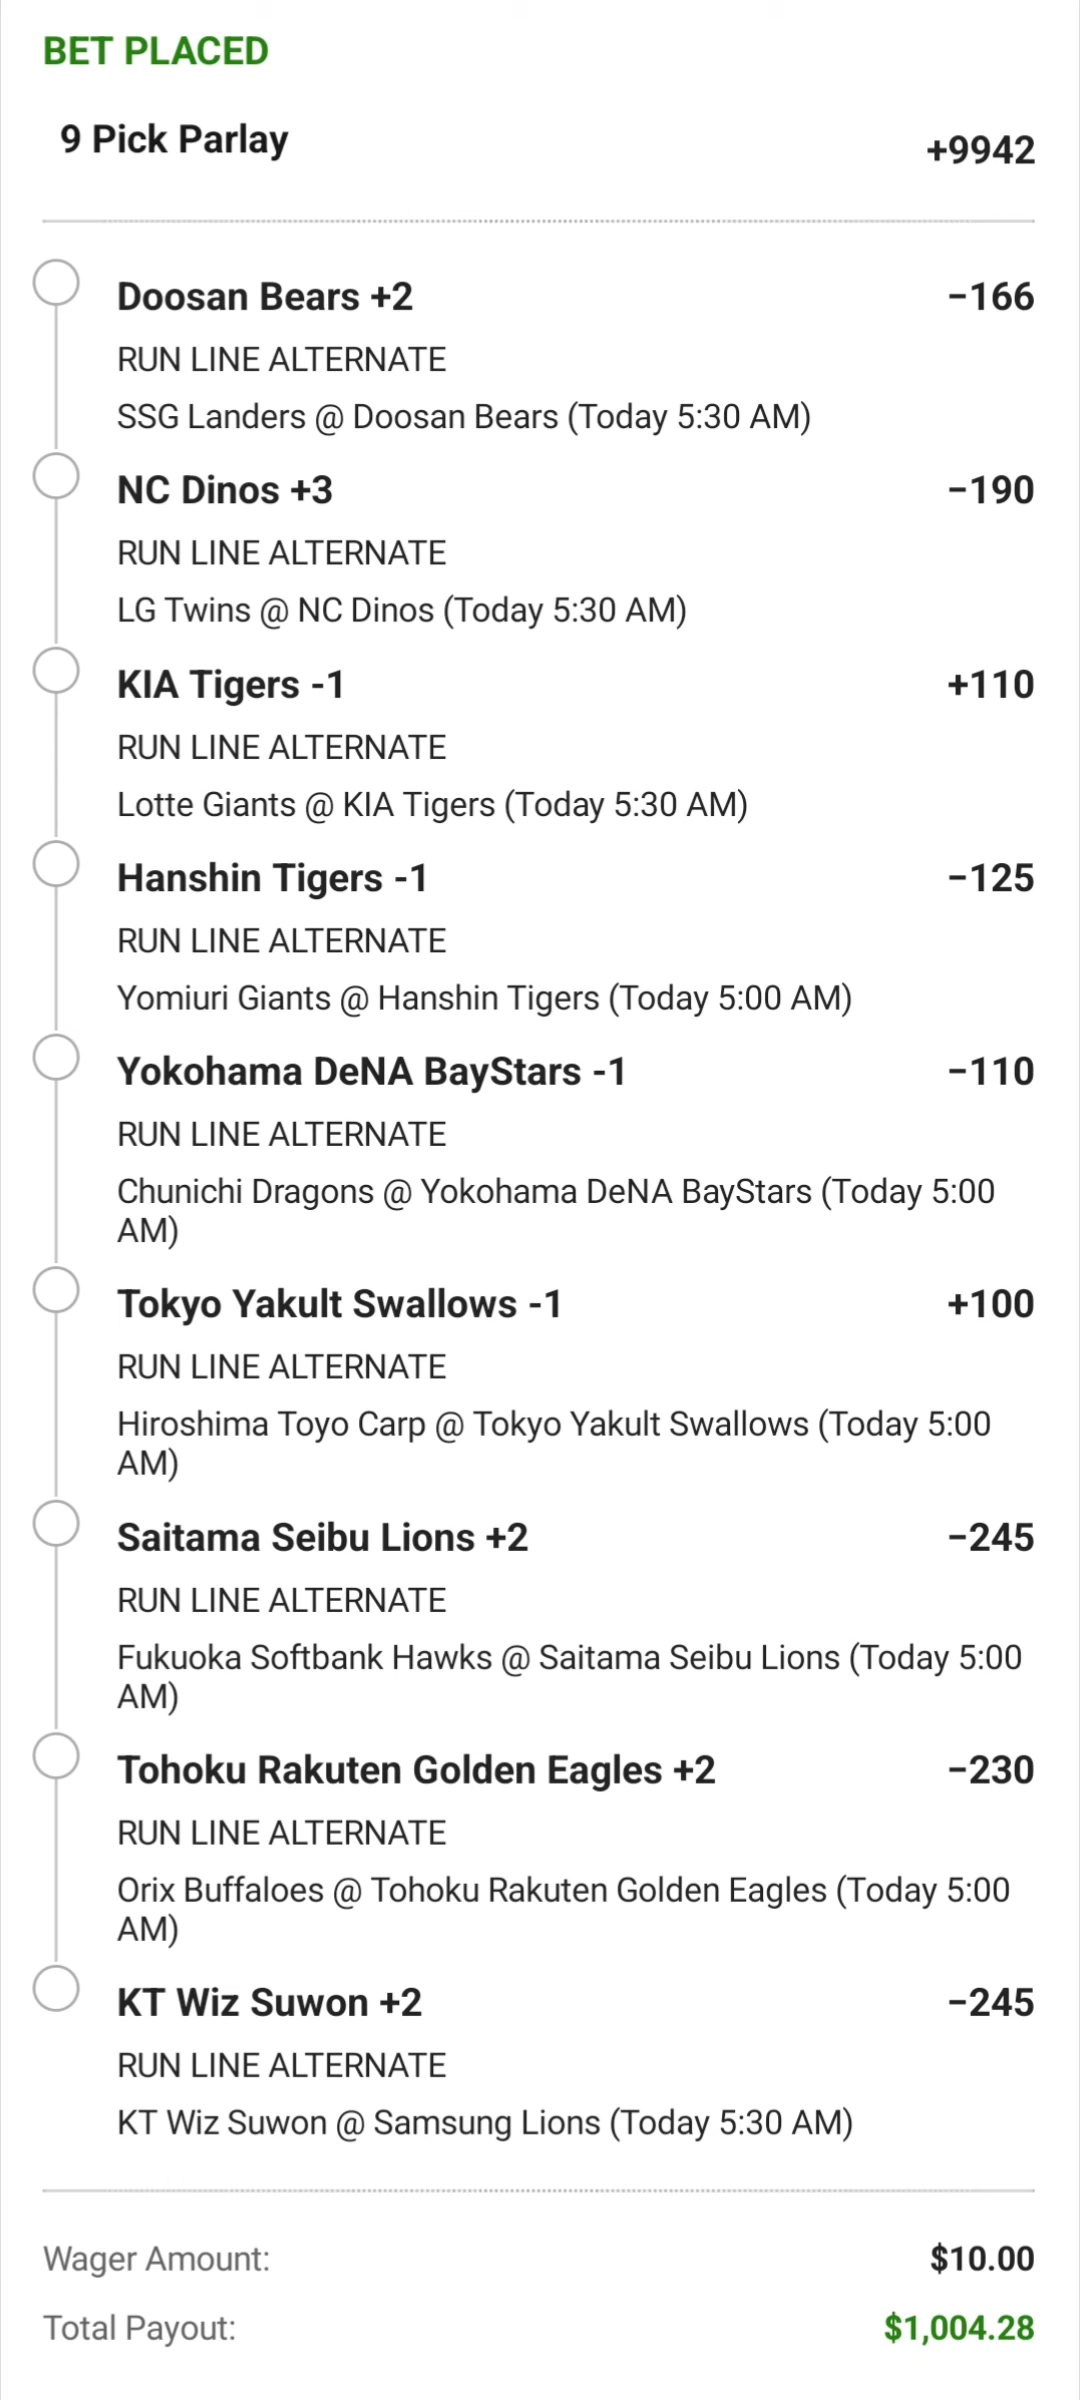 BET PLACED
9 Pick Parlay
+9942
Doosan Bears +2
−166
RUN LINE ALTERNATE
SSG Landers @ Doosan Bears (Today 5:30 AM)
NC Dinos +3
−190
RUN LINE ALTERNATE
LG Twins @ NC Dinos (Today 5:30 AM)
KIA Tigers -1
+110
RUN LINE ALTERNATE
Lotte Giants @ KIA Tigers (Today 5:30 AM)
Hanshin Tigers -1
−125
RUN LINE ALTERNATE
Yomiuri Giants @ Hanshin Tigers (Today 5:00 AM)
Yokohama DeNA BayStars -1
−110
RUN LINE ALTERNATE
Chunichi Dragons @ Yokohama DeNA BayStars (Today 5:00
AM)
Tokyo Yakult Swallows -1
+100
RUN LINE ALTERNATE
Hiroshima Toyo Carp @ Tokyo Yakult Swallows (Today 5:00
AM)
Saitama Seibu Lions +2
−245
RUN LINE ALTERNATE
Fukuoka Softbank Hawks @ Saitama Seibu Lions (Today 5:00
AM)
Tohoku Rakuten Golden Eagles +2
−230
RUN LINE ALTERNATE
Orix Buffaloes @ Tohoku Rakuten Golden Eagles (Today 5:00
AM)
KT Wiz Suwon +2
−245
RUN LINE ALTERNATE
KT Wiz Suwon @ Samsung Lions (Today 5:30 AM)
Wager Amount:
$10.00
Total Payout:
$1,004.28